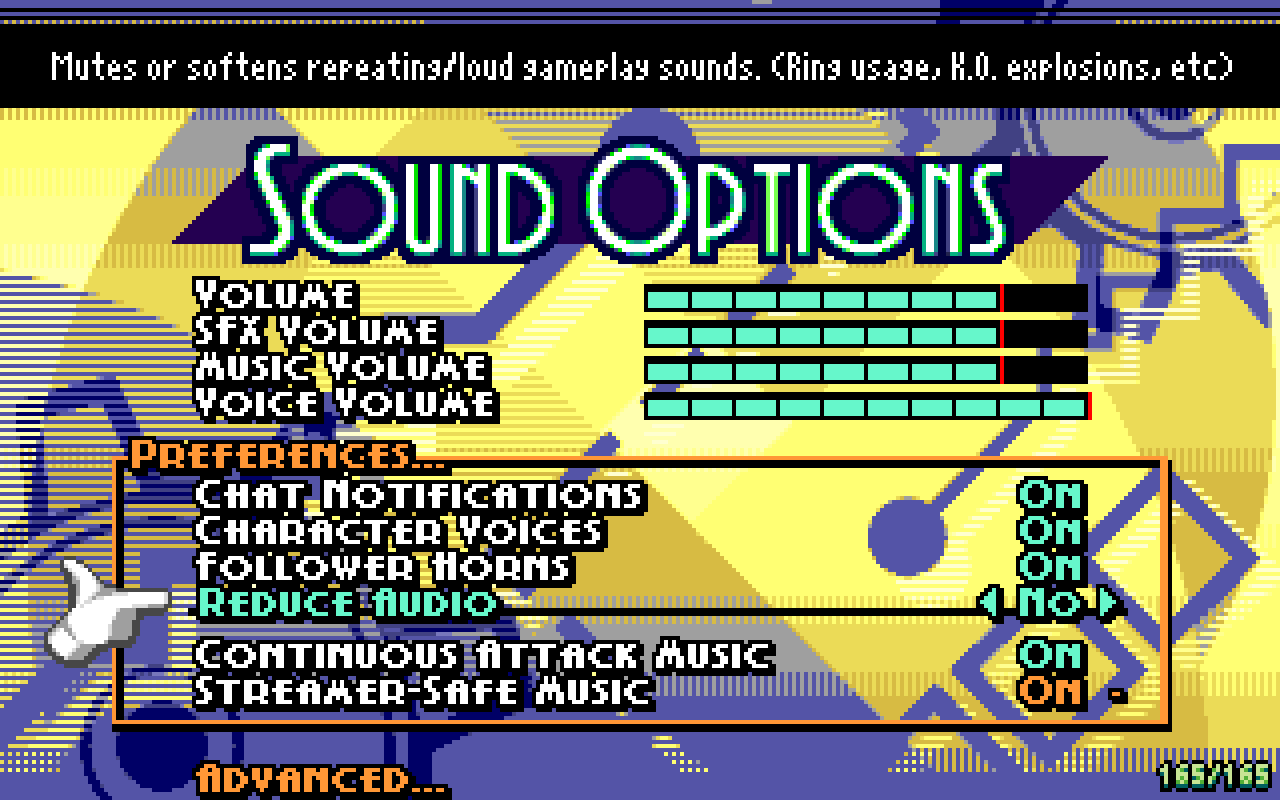 Mutes or softens repeating/loud gameplay sounds. (Ring usage, K.O. explosions, etc)
SOUND OPTIONS
VOLUME
SFX VOLUME
MUSIC VOLUME
VOICE VOLUME
PREFERENCES...
CHAT NOTIFICATIONS ON
CHARACTER VOICES ON
FOLLOWER HORNS ON
REDUCE AUDIO NO
CONTINUOUS ATTACK MUSIC ON
STREAMER-SAFE MUSIC ON -
ADVANCED...
165/165